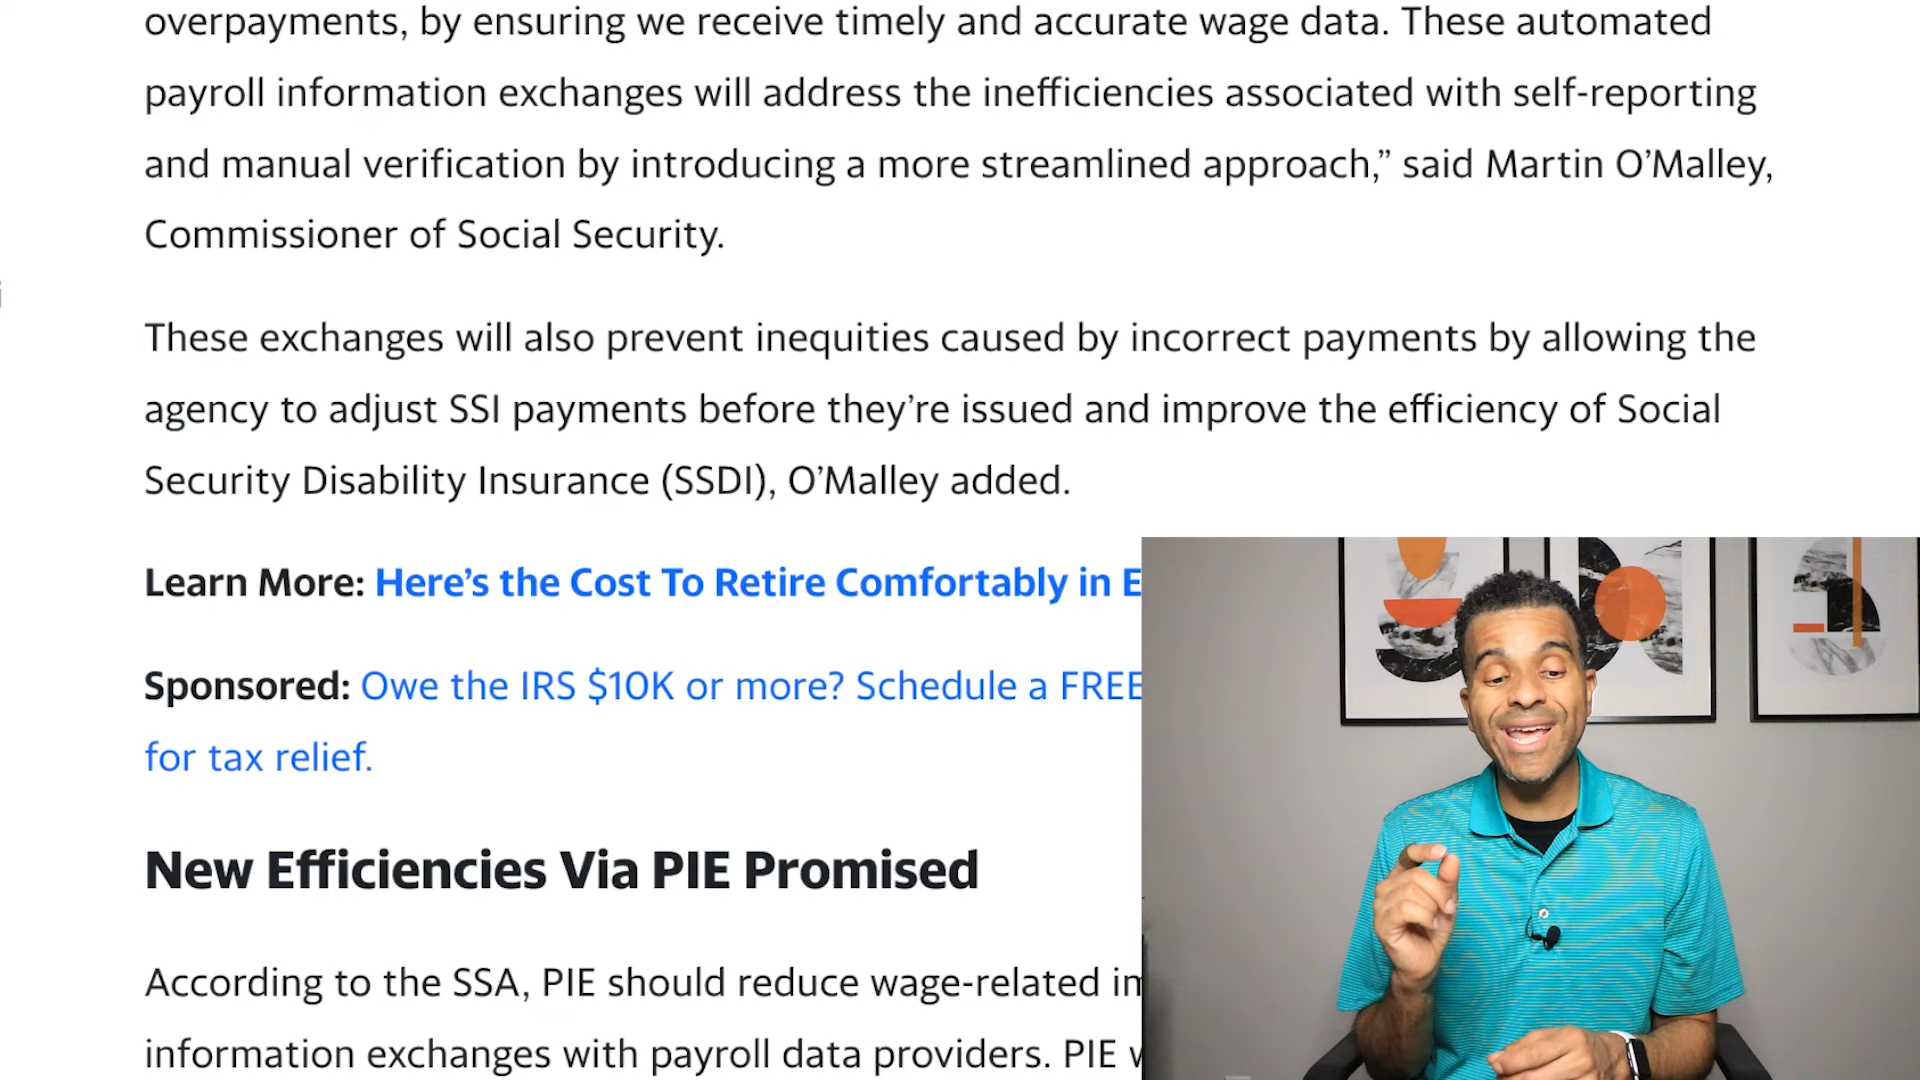 overpayments, by ensuring we receive timely and accurate wage data. These automated
payroll information exchanges will address the inefficiencies associated with self-reporting
and manual verification by introducing a more streamlined approach,” said Martin O’Malley,
Commissioner of Social Security.
These exchanges will also prevent inequities caused by incorrect payments by allowing the
agency to adjust SSI payments before they’re issued and improve the efficiency of Social
Security Disability Insurance (SSDI), O’Malley added.
Learn More: Here’s the Cost To Retire Comfortably in
Sponsored: Owe the IRS $10K or more? Schedule a FREE
for tax relief.
New Efficiencies Via PIE Promised
According to the SSA, PIE should reduce wage-related
information exchanges with payroll data providers. PIE